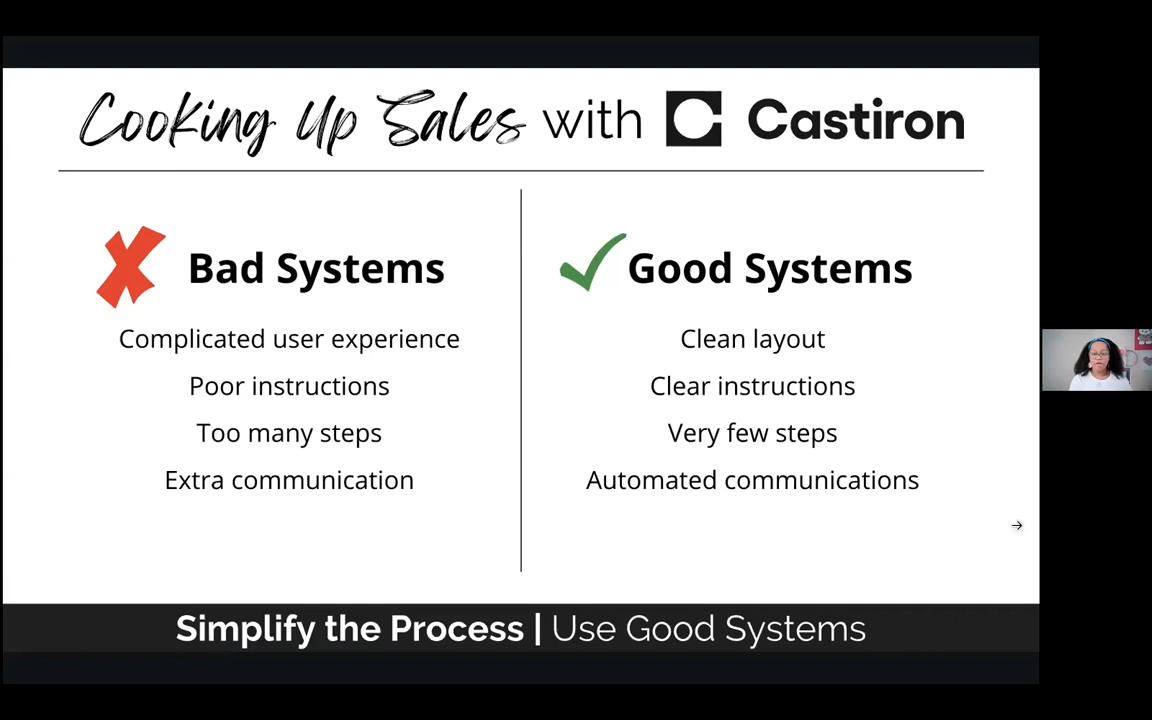 Cooking Up Sales with Castiron
Bad Systems
Complicated user experience
Poor instructions
Too many steps
Extra communication
Good Systems
Clean layout
Clear instructions
Very few steps
Automated communications
Simplify the Process | Use Good Systems